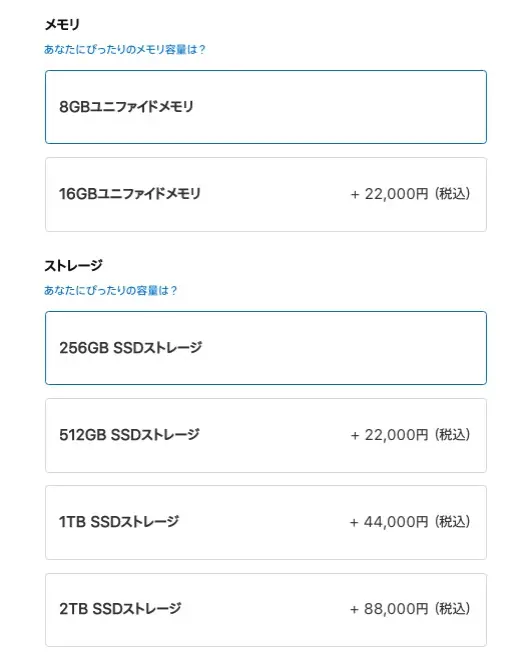 メモリ
あなたにぴったりのメモリ容量は？
8GBユニファイドメモリ
16GBユニファイドメモリ + 22,000円（税込）
ストレージ
あなたにぴったりの容量は？
256GB SSDストレージ
512GB SSDストレージ + 22,000円（税込）
1TB SSDストレージ + 44,000円（税込）
2TB SSDストレージ + 88,000円（税込）